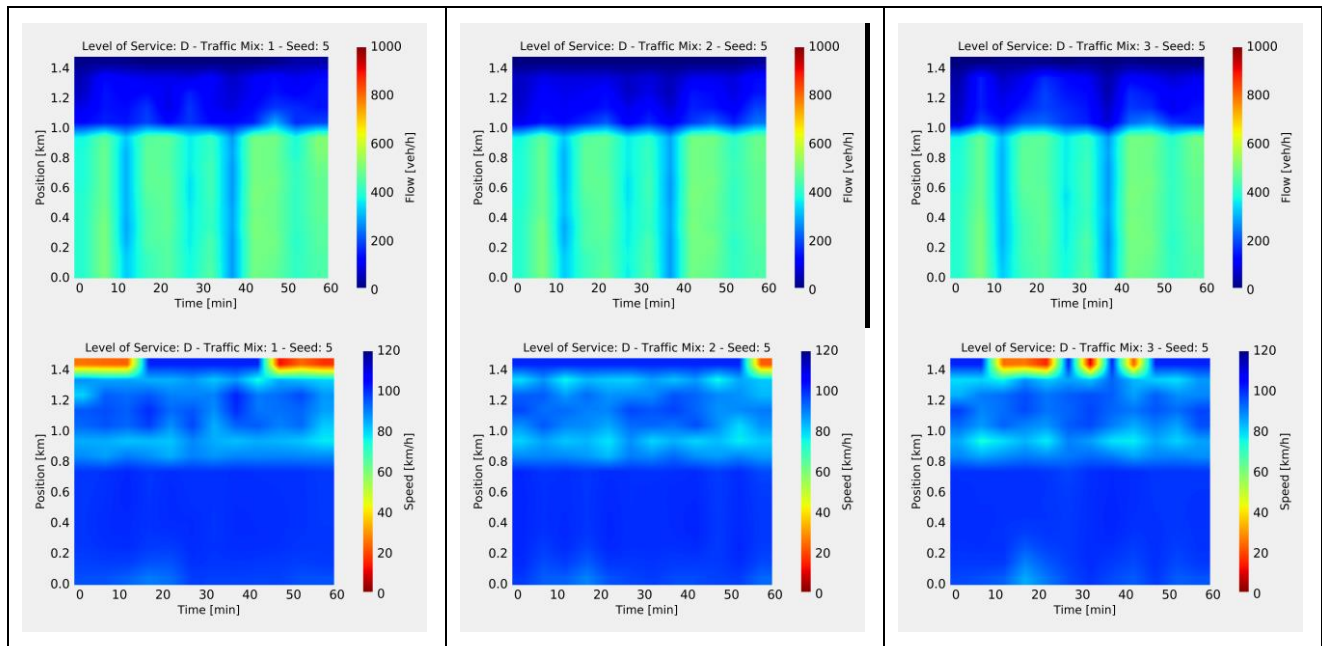 Level of Service: D - Traffic Mix: 1 - Seed: 5
1.4
1.2
1.0
0.8
0.6
0.4
0.2
0.0
Position [km]
0 10 20 30 40 50 60
Time [min]
1000
800
600
400
200
0
Flow [veh/h]
Level of Service: D - Traffic Mix: 2 - Seed: 5
1.4
1.2
1.0
0.8
0.6
0.4
0.2
0.0
Position [km]
0 10 20 30 40 50 60
Time [min]
1000
800
600
400
200
0
Flow [veh/h]
Level of Service: D - Traffic Mix: 3 - Seed: 5
1.4
1.2
1.0
0.8
0.6
0.4
0.2
0.0
Position [km]
0 10 20 30 40 50 60
Time [min]
1000
800
600
400
200
0
Flow [veh/h]
Level of Service: D - Traffic Mix: 1 - Seed: 5
1.4
1.2
1.0
0.8
0.6
0.4
0.2
0.0
Position [km]
0 10 20 30 40 50 60
Time [min]
120
100
80
60
40
20
0
Speed [km/h]
Level of Service: D - Traffic Mix: 2 - Seed: 5
1.4
1.2
1.0
0.8
0.6
0.4
0.2
0.0
Position [km]
0 10 20 30 40 50 60
Time [min]
120
100
80
60
40
20
0
Speed [km/h]
Level of Service: D - Traffic Mix: 3 - Seed: 5
1.4
1.2
1.0
0.8
0.6
0.4
0.2
0.0
Position [km]
0 10 20 30 40 50 60
Time [min]
120
100
80
60
40
20
0
Speed [km/h]